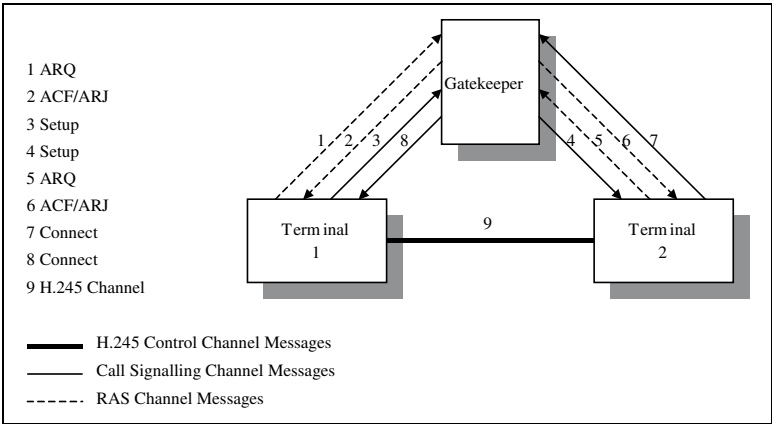 1 ARQ
2 ACF/ARJ
3 Setup
4 Setup
5 ARQ
6 ACF/ARJ
7 Connect
8 Connect
9 H.245 Channel
Gatekeeper
1 2 3 8
4 5 6 7
Terminal
1
9
Terminal
2
H.245 Control Channel Messages
Call Signalling Channel Messages
RAS Channel Messages